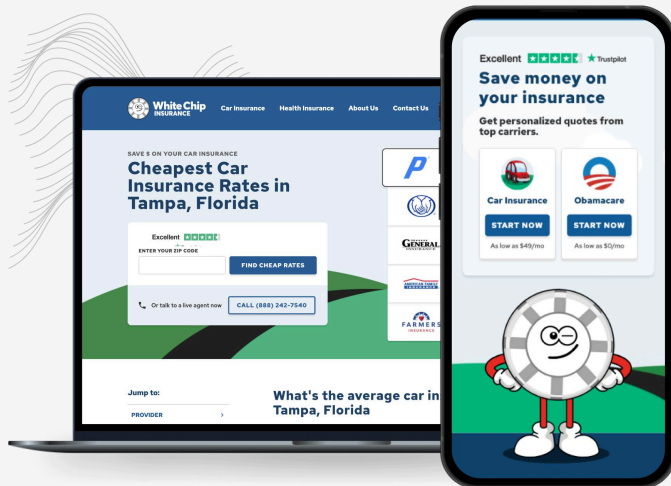 White Chip
INSURANCE
Car Insurance Health Insurance About Us Contact Us
SAVE $ ON YOUR CAR INSURANCE
Cheapest Car
Insurance Rates in
Tampa, Florida
Excellent
ENTER YOUR ZIP CODE
FIND CHEAP RATES
Or talk to a live agent now
CALL (888) 242-7540
P
GENERAL
INSURANCE
AMERICAN FAMILY
INSURANCE
FARMERS
INSURANCE
Jump to:
PROVIDER
What's the average car in
Tampa, Florida
Excellent Trustpilot
Save money on
your insurance
Get personalized quotes from
top carriers.
Car Insurance
START NOW
As low as $49/mo
Obamacare
START NOW
As low as $0/mo